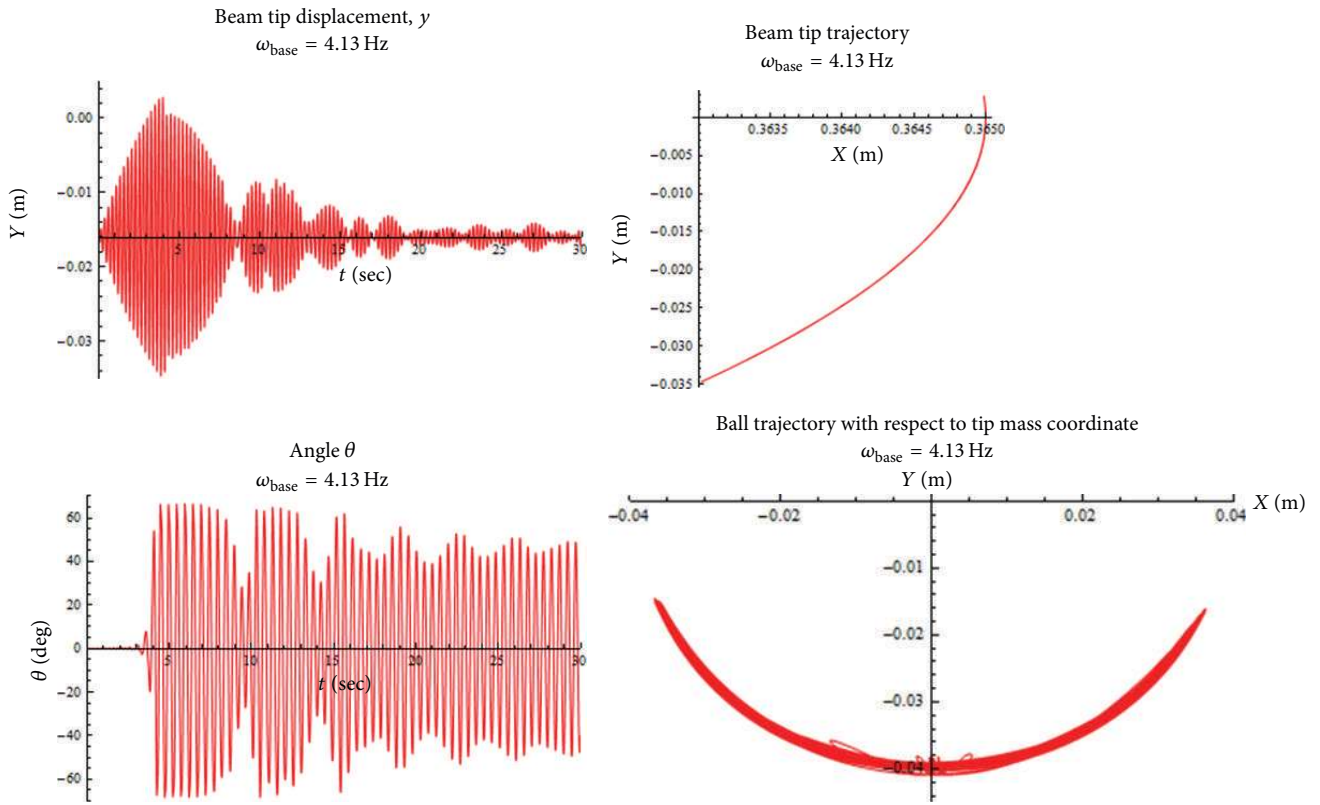 Beam tip displacement, y
ω_base = 4.13 Hz
0.00
−0.01
−0.02
−0.03
Y (m)
5
10
15
20
25
30
t (sec)
Beam tip trajectory
ω_base = 4.13 Hz
0.3635
0.3640
0.3645
0.3650
X (m)
−0.005
−0.010
−0.015
−0.020
−0.025
−0.030
−0.035
Y (m)
Angle θ
ω_base = 4.13 Hz
60
40
20
0
−20
−40
−60
θ (deg)
5
10
15
20
25
30
t (sec)
Ball trajectory with respect to tip mass coordinate
ω_base = 4.13 Hz
Y (m)
−0.04
−0.02
0.02
0.04
X (m)
−0.01
−0.02
−0.03
−0.04